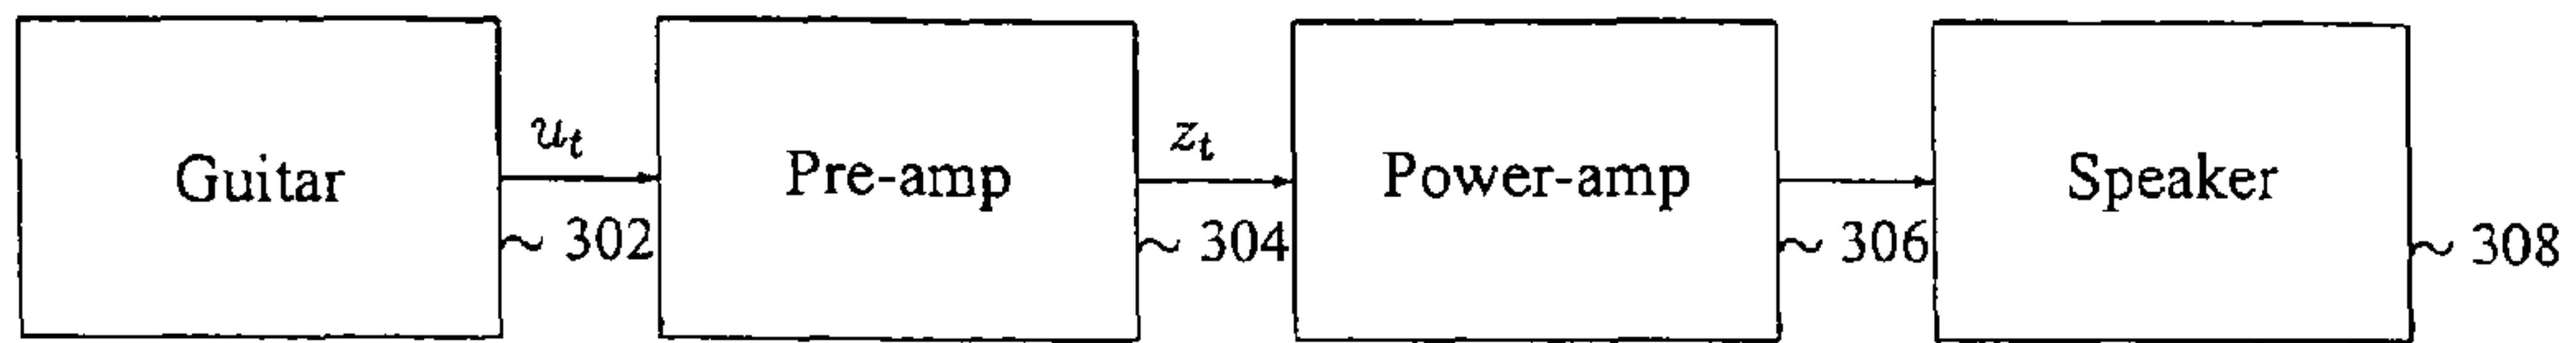 Guitar
u_t
~ 302
Pre-amp
z_t
~ 304
Power-amp
~ 306
Speaker
~ 308